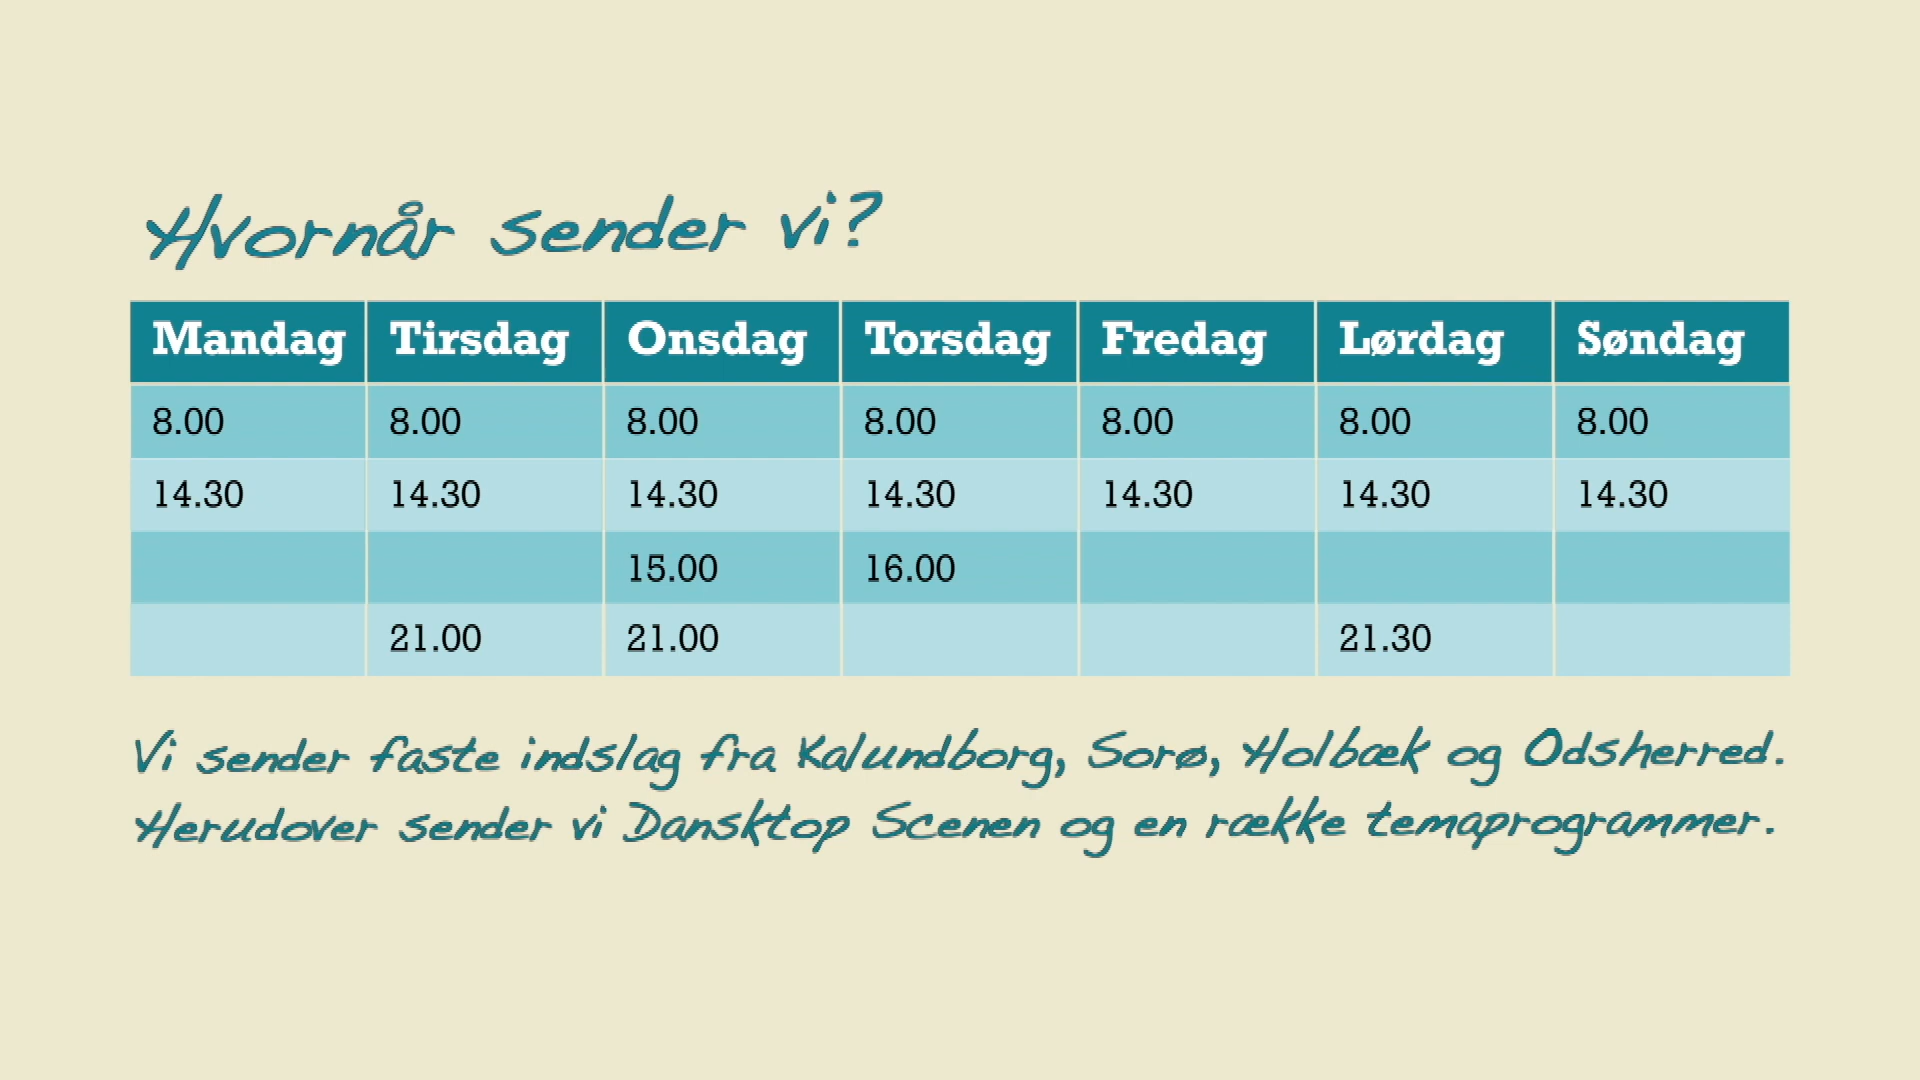 Hvornår sender vi?
Mandag Tirsdag Onsdag Torsdag Fredag Lørdag Søndag
8.00 8.00 8.00 8.00 8.00 8.00 8.00
14.30 14.30 14.30 14.30 14.30 14.30 14.30
15.00 16.00
21.00 21.00 21.30
Vi sender faste indslag fra Kalundborg, Sorø, Holbæk og Odsherred.
Herudover sender vi Dansktop Scenen og en række temaprogrammer.